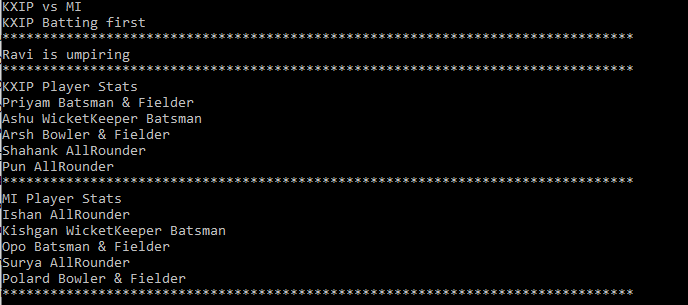 KXIP vs MI
KXIP Batting first
*******************************************************************************
Ravi is umpiring
*******************************************************************************
KXIP Player Stats
Priyam Batsman & Fielder
Ashu WicketKeeper Batsman
Arsh Bowler & Fielder
Shahank AllRounder
Pun AllRounder
*******************************************************************************
MI Player Stats
Ishan AllRounder
Kishgan WicketKeeper Batsman
Opo Batsman & Fielder
Surya AllRounder
Polard Bowler & Fielder
*******************************************************************************